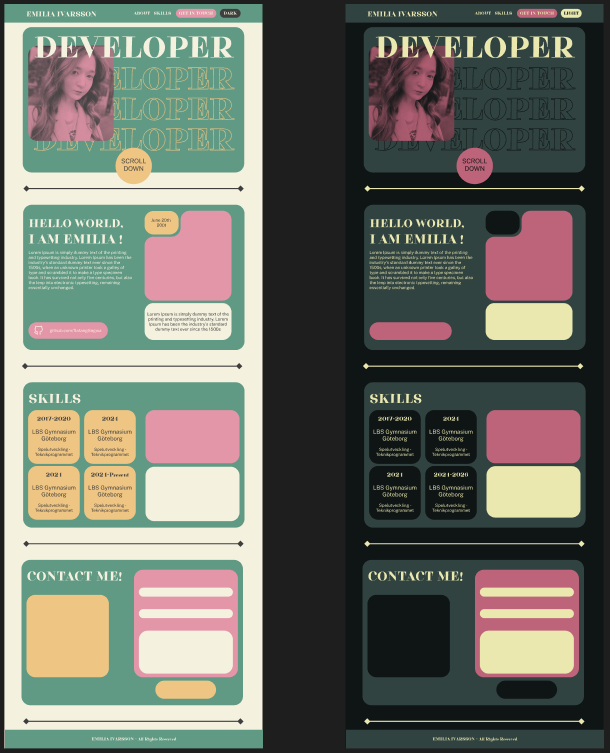 EMILIA IVARSSON
ABOUT SKILLS GET IN TOUCH DARK
DEVELOPER
DEVELOPER
DEVELOPER
DEVELOPER
SCROLL
DOWN
HELLO WORLD,
I AM EMILIA !
Lorem Ipsum is simply dummy text of the printing
and typesetting industry. Lorem Ipsum has been the
industry's standard dummy text ever since the
1500s, when an unknown printer took a galley of
type and scrambled it to make a type specimen
book. It has survived not only five centuries, but also
the leap into electronic typesetting, remaining
essentially unchanged.
June 20th
Lorem Ipsum is simply dummy text of the
printing and typesetting industry. Lorem
Ipsum has been the industry's standard
dummy text ever since the 1500s
SKILLS
2017-2020
LBS Gymnasium
Göteborg
Spelutveckling -
Teknikprogrammet
2021
LBS Gymnasium
Göteborg
Spelutveckling -
Teknikprogrammet
2021
LBS Gymnasium
Göteborg
Spelutveckling -
Teknikprogrammet
2021-Present
LBS Gymnasium
Göteborg
Spelutveckling -
Teknikprogrammet
CONTACT ME!
EMILIA IVARSSON - All Rights Reserved
EMILIA IVARSSON
ABOUT SKILLS GET IN TOUCH LIGHT
DEVELOPER
DEVELOPER
DEVELOPER
DEVELOPER
SCROLL
DOWN
HELLO WORLD,
I AM EMILIA !
Lorem Ipsum is simply dummy text of the printing
and typesetting industry. Lorem Ipsum has been the
industry's standard dummy text ever since the
1500s, when an unknown printer took a galley of
type and scrambled it to make a type specimen
book. It has survived not only five centuries, but also
the leap into electronic typesetting, remaining
essentially unchanged.
SKILLS
2017-2020
LBS Gymnasium
Göteborg
Spelutveckling -
Teknikprogrammet
2021
LBS Gymnasium
Göteborg
Spelutveckling -
Teknikprogrammet
2021
LBS Gymnasium
Göteborg
Spelutveckling -
Teknikprogrammet
2021-2026
LBS Gymnasium
Göteborg
Spelutveckling -
Teknikprogrammet
CONTACT ME!
EMILIA IVARSSON - All Rights Reserved